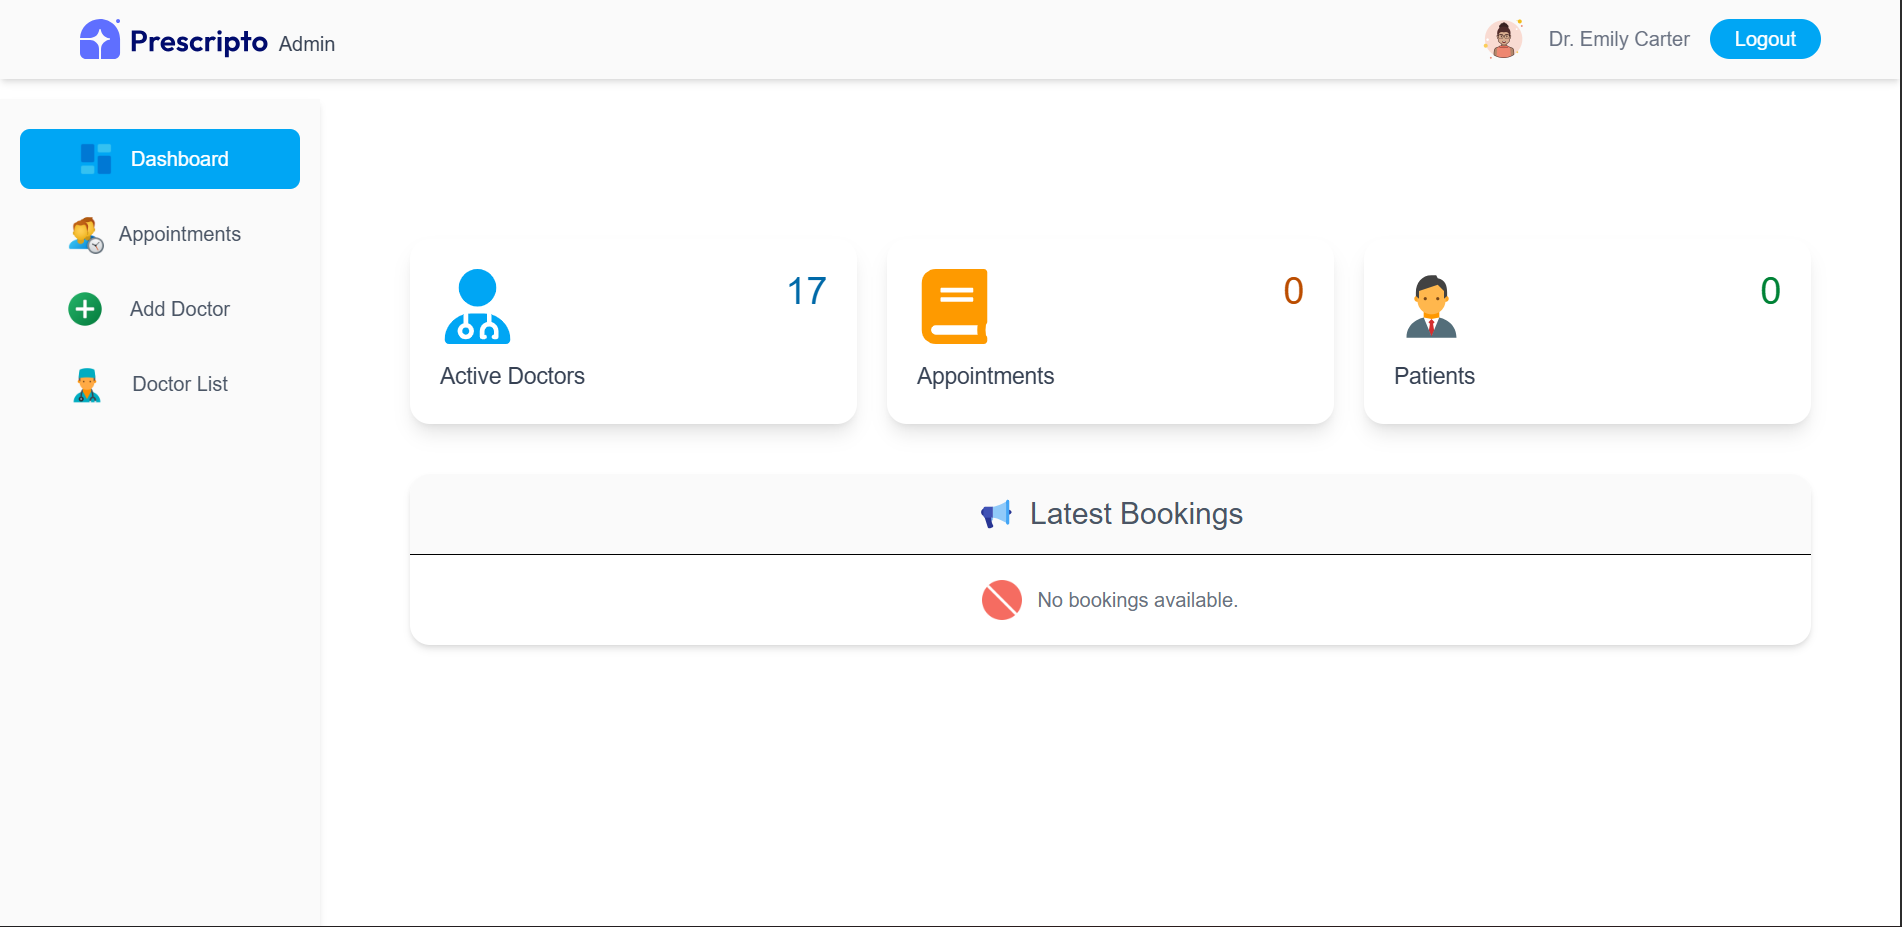 Prescripto Admin
Dr. Emily Carter
Logout
Dashboard
Appointments
Add Doctor
Doctor List
17
Active Doctors
0
Appointments
0
Patients
Latest Bookings
No bookings available.